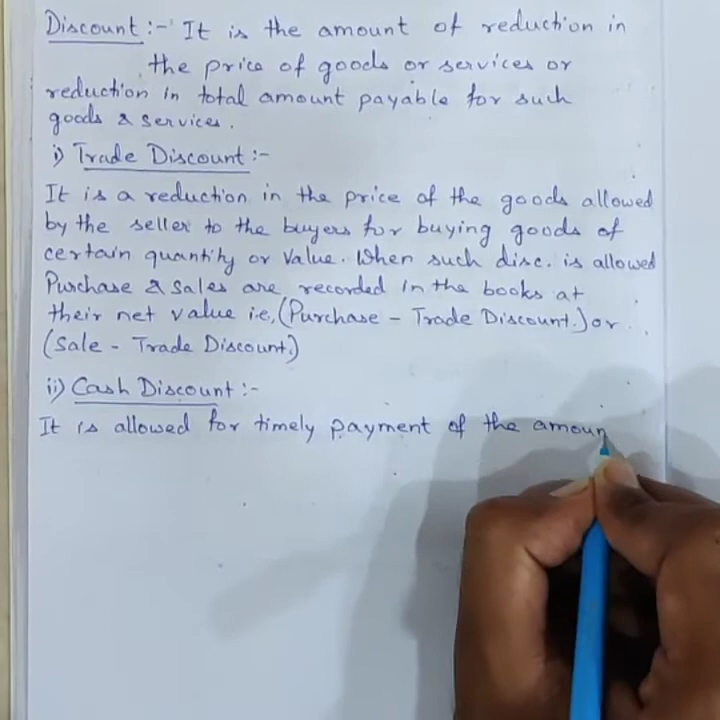 Discount :- It is the amount of reduction in
the price of goods or services or
reduction in total amount payable for such
goods & services.
i) Trade Discount :-
It is a reduction in the price of the goods allowed
by the seller to the buyers for buying goods of
certain quantity or value. When such disc. is allowed
Purchase & Sales are recorded in the books at
their net value i.e, (Purchase - Trade Discount.) or
(Sale - Trade Discount.)
ii) Cash Discount :-
It is allowed for timely payment of the amoun